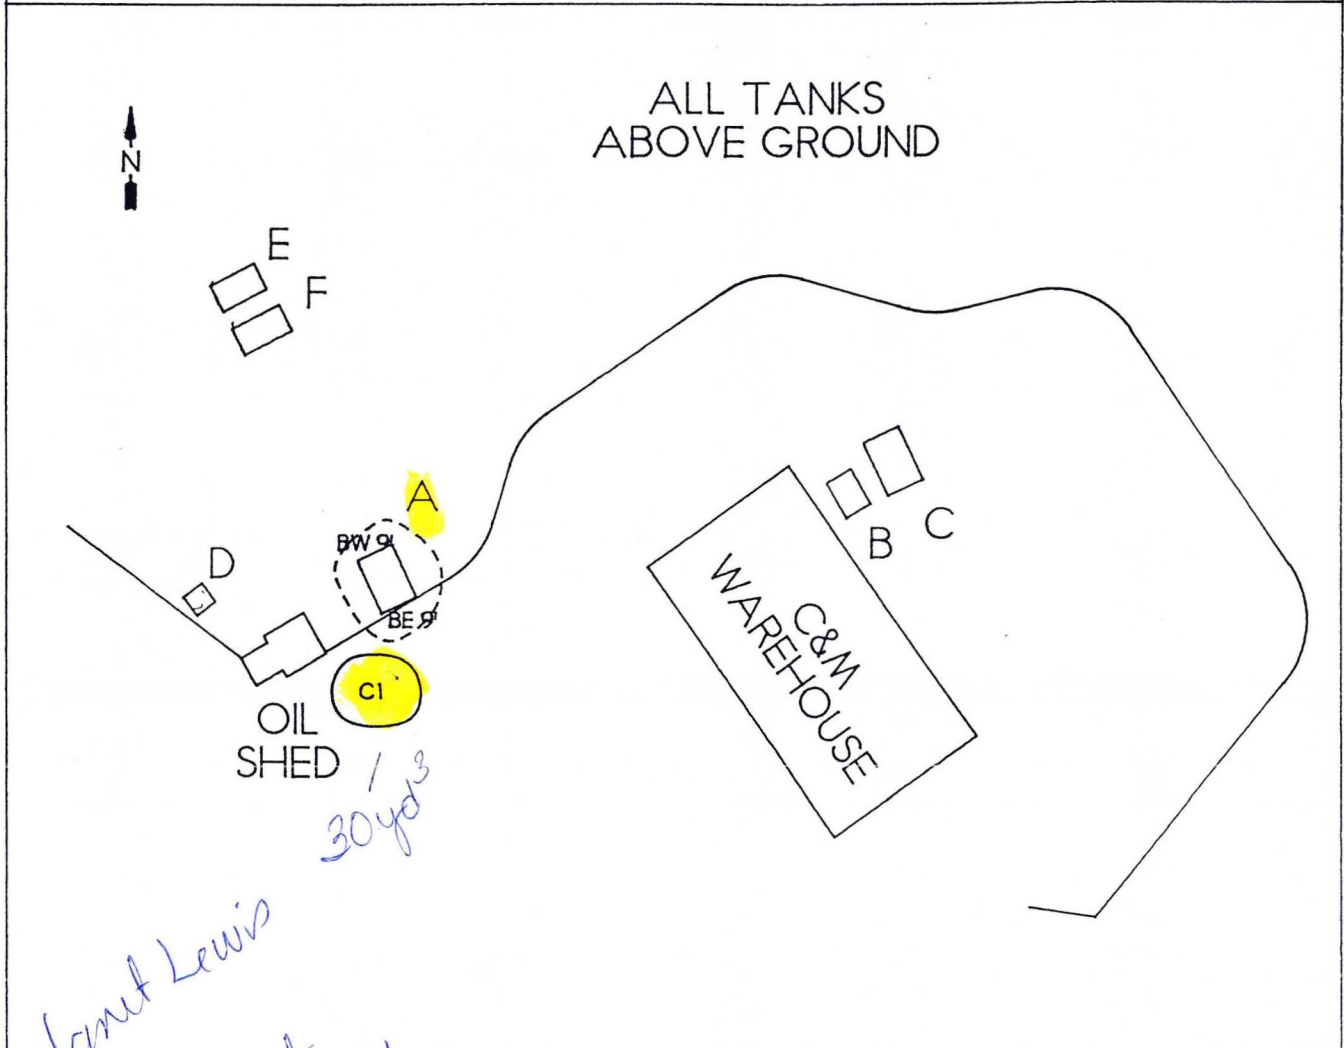 ALL TANKS
ABOVE GROUND
N
E
F
A
BW 9'
D
BE 9'
C1
OIL
SHED
B
C
C&M
WAREHOUSE
30yd³
Janet Lewis